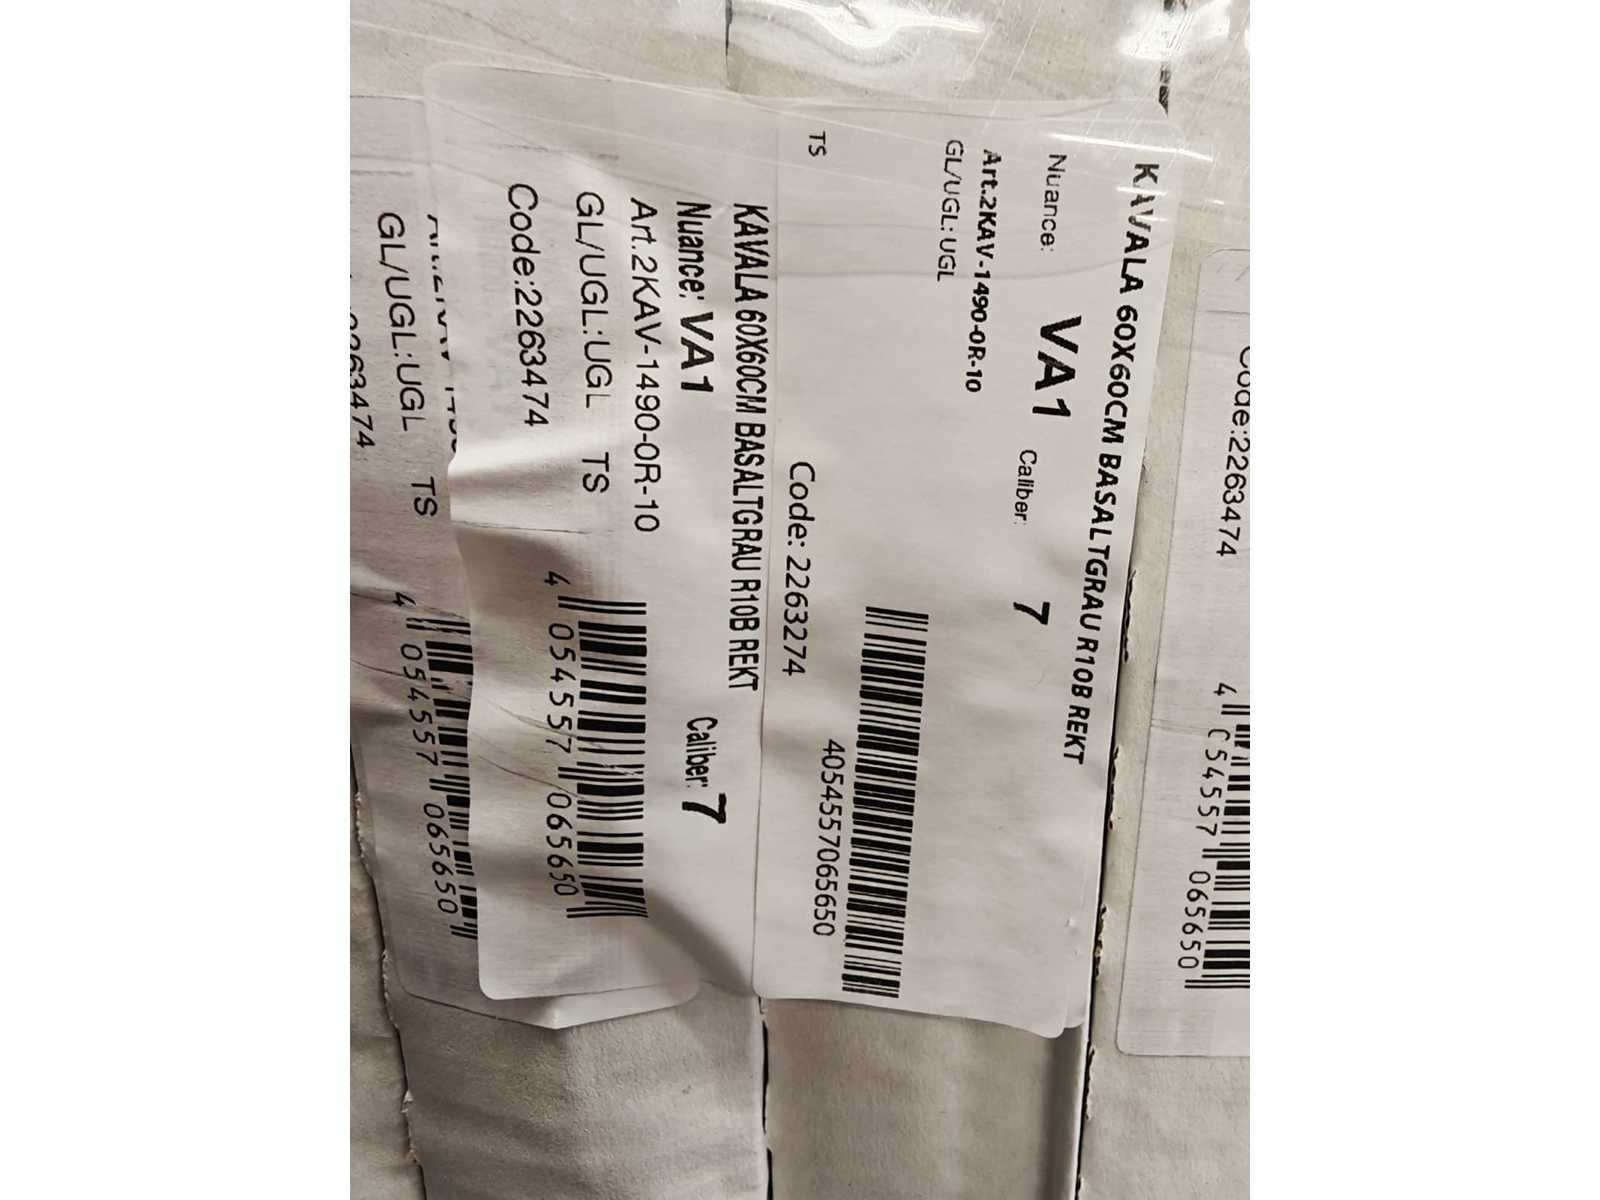 Code:2263474
4 054557 065650
KAVALA 60X60CM BASALTGRAU R10B REKT
Nuance: VA1 Caliber: 7
Art.2KAV-1490-0R-10
GL/UGL: UGL
4054557065650
TS Code: 2263274
KAVALA 60X60CM BASALTGRAU R10B REKT
Nuance: VA1 Caliber: 7
Art.2KAV-1490-0R-10
GL/UGL:UGL TS
Code:2263474
4 054557 065650
GL/UGL:UGL TS
4 054557 065650